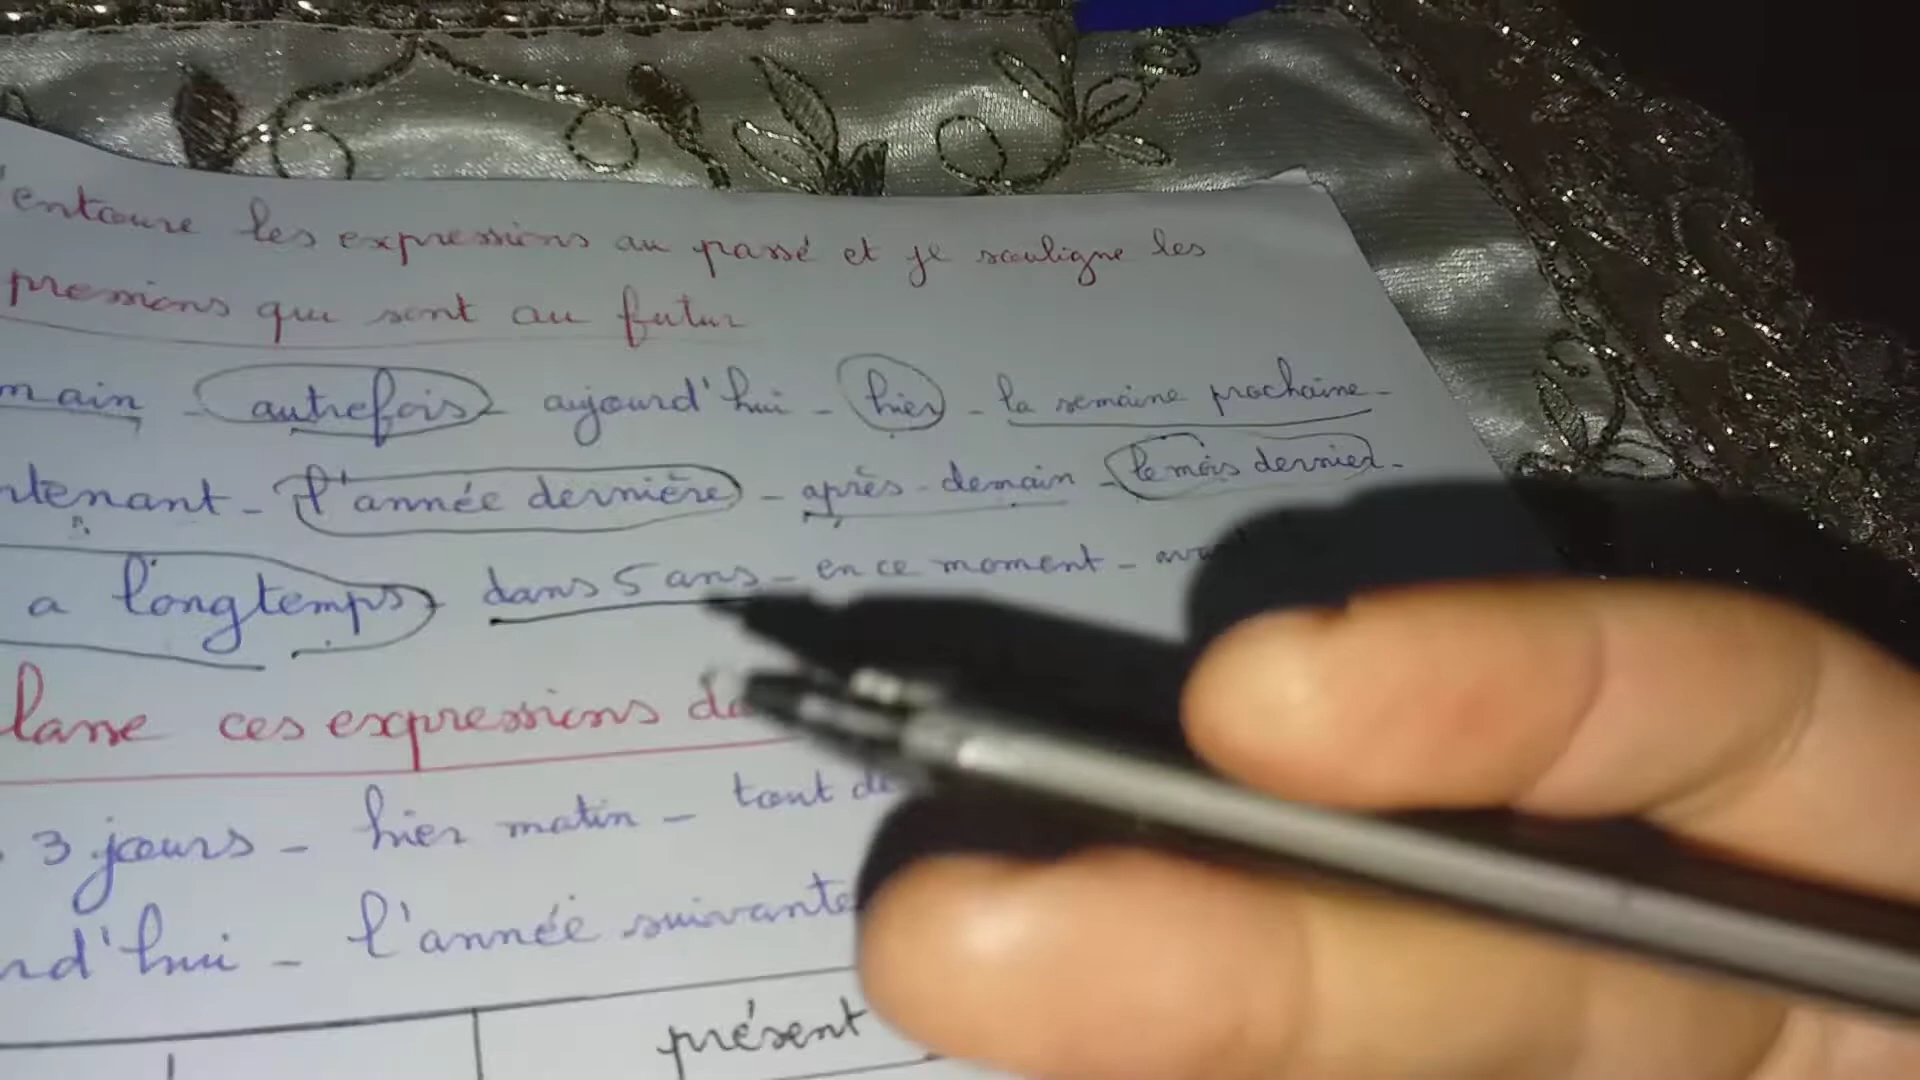 'entoure les expressions au passé et je souligne les
pressions qui sont au futur
main - autrefois - aujourd'hui - hier - la semaine prochaine -
ntenant - l'année dernière - après-demain - le mois dernier -
a longtemps - dans 5 ans - en ce moment -
lasse ces expressions
3 jours - hier matin - tout
rd'hui - l'année suivante
présent